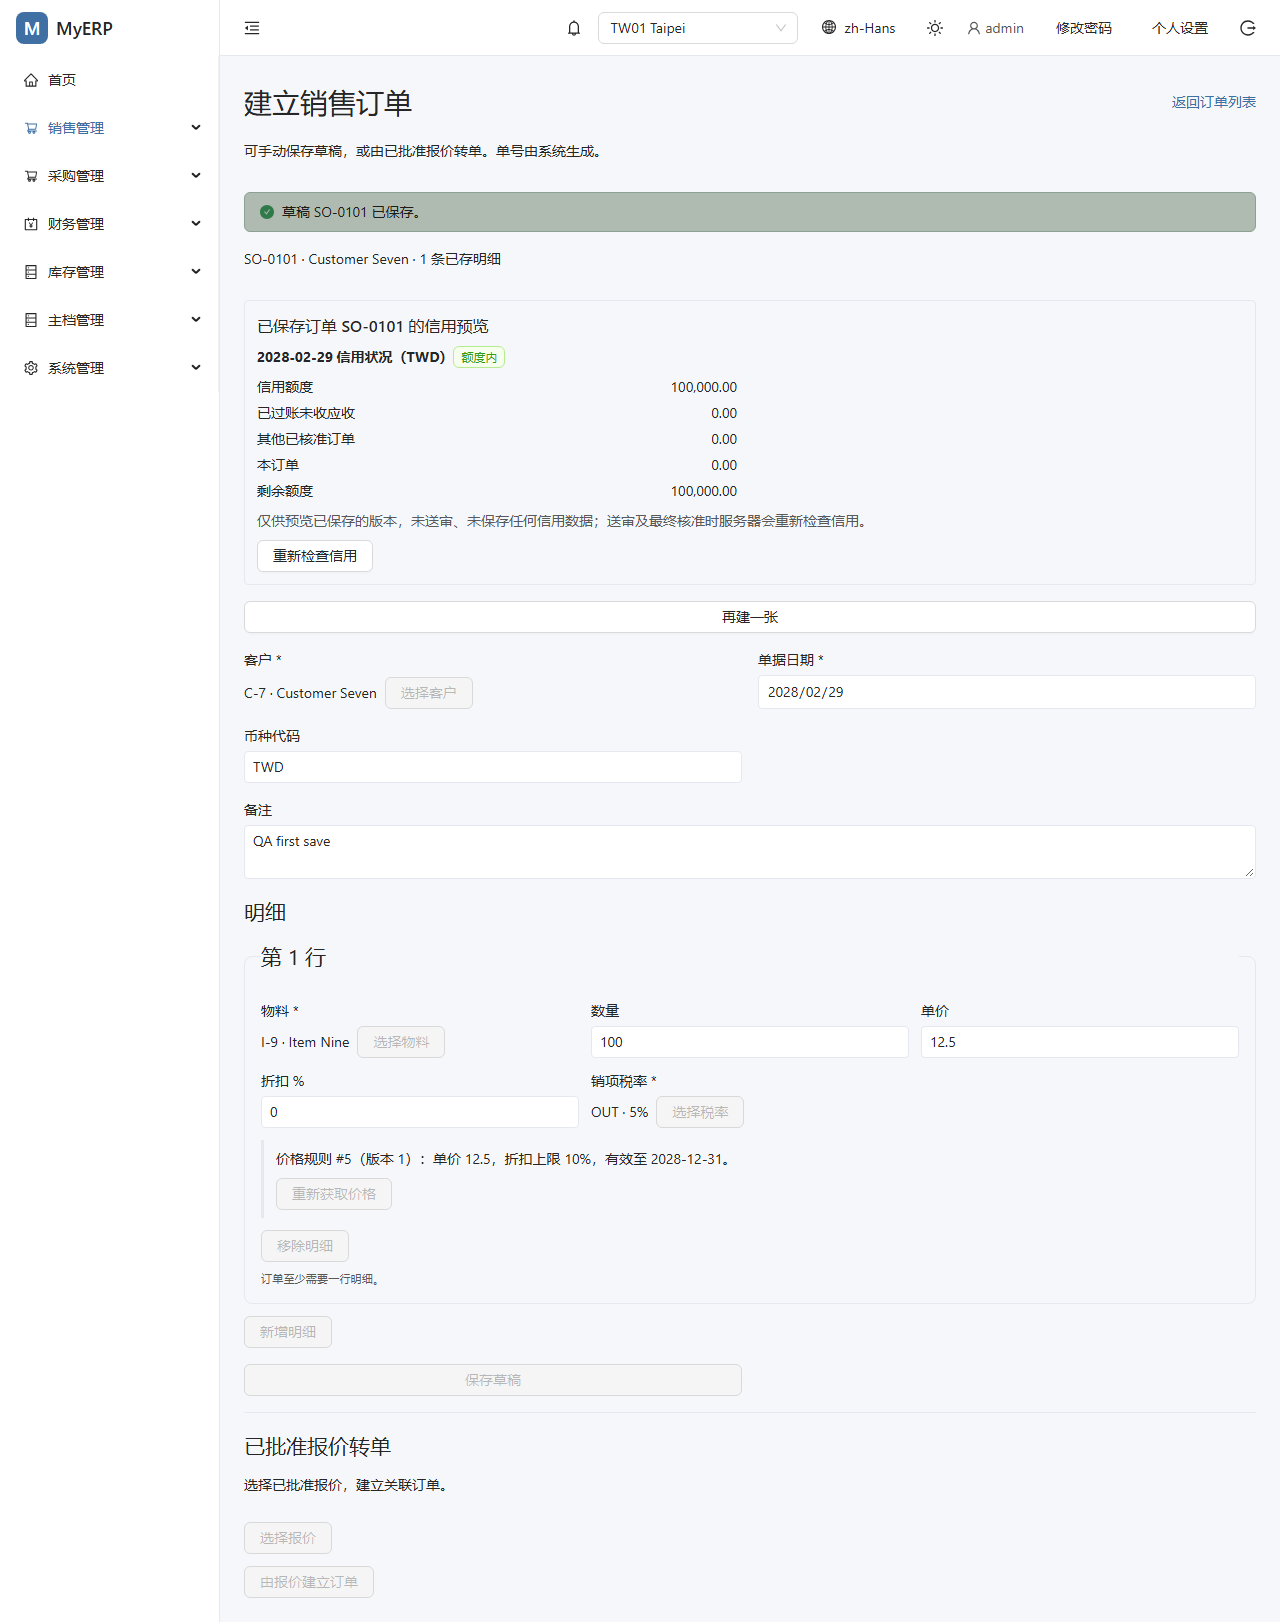 M MyERP
TW01 Taipei
zh-Hans
admin
修改密码
个人设置
首页
销售管理
采购管理
财务管理
库存管理
主档管理
系统管理
建立销售订单
返回订单列表
可手动保存草稿，或由已批准报价转单。单号由系统生成。
草稿 SO-0101 已保存。
SO-0101 · Customer Seven · 1 条已存明细
已保存订单 SO-0101 的信用预览
2028-02-29 信用状况（TWD） 额度内
信用额度 100,000.00
已过账未收应收 0.00
其他已核准订单 0.00
本订单 0.00
剩余额度 100,000.00
仅供预览已保存的版本，未送审、未保存任何信用数据；送审及最终核准时服务器会重新检查信用。
重新检查信用
再建一张
客户 * 单据日期 *
C-7 · Customer Seven 选择客户 2028/02/29
币种代码
TWD
备注
QA first save
明细
第 1 行
物料 * 数量 单价
I-9 · Item Nine 选择物料 100 12.5
折扣 % 销项税率 *
0 OUT · 5% 选择税率
价格规则 #5（版本 1）：单价 12.5，折扣上限 10%，有效至 2028-12-31。
重新获取价格
移除明细
订单至少需要一行明细。
新增明细
保存草稿
已批准报价转单
选择已批准报价，建立关联订单。
选择报价
由报价建立订单